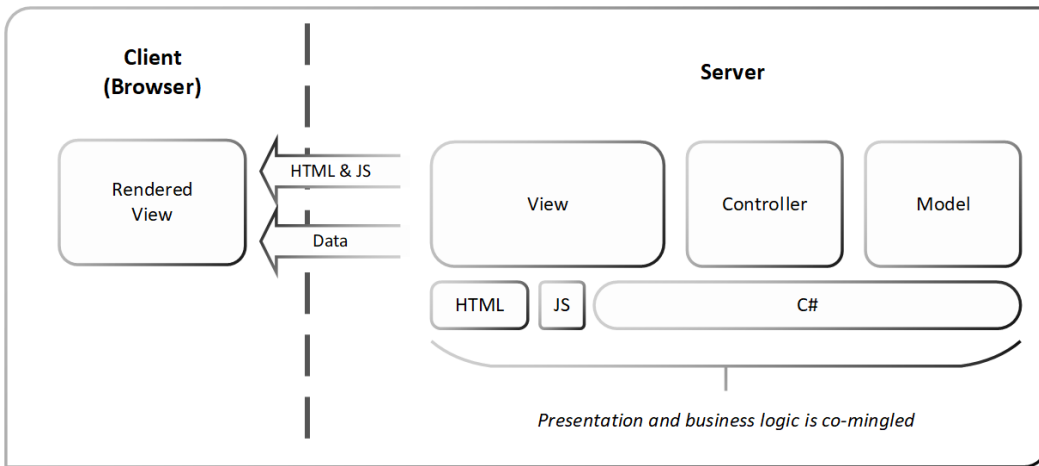 Client
(Browser)
Server
HTML & JS
Rendered
View
Data
View
Controller
Model
HTML
JS
C#
Presentation and business logic is co-mingled